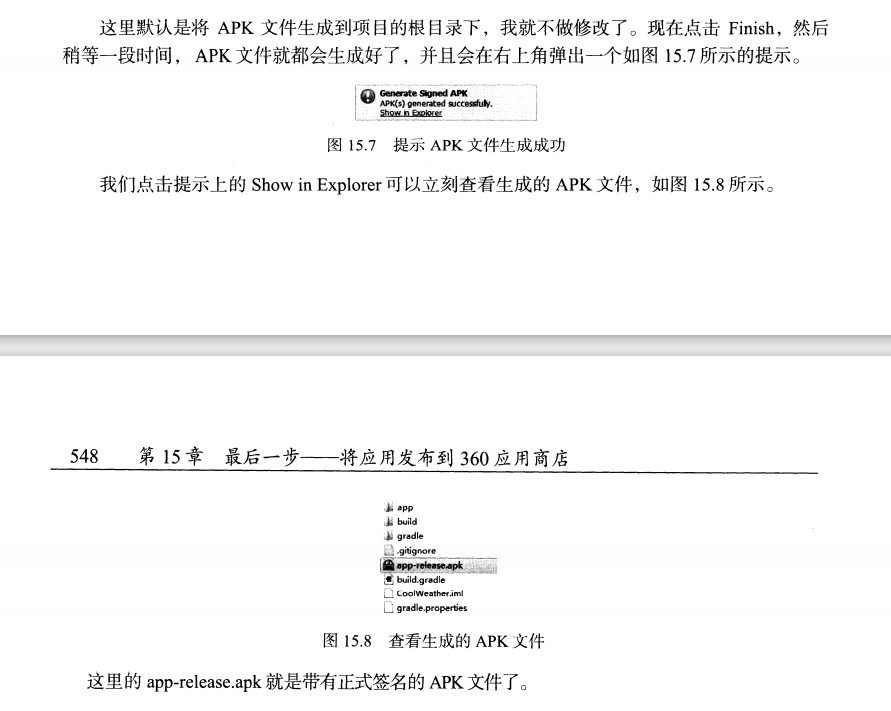 这里默认是将 APK 文件生成到项目的根目录下，我就不做修改了。现在点击 Finish，然后
稍等一段时间， APK 文件就都会生成好了，并且会在右上角弹出一个如图 15.7 所示的提示。
Generate Signed APK
APK(s) generated successfully.
Show in Explorer
图 15.7 提示 APK 文件生成成功
我们点击提示上的 Show in Explorer 可以立刻查看生成的 APK 文件，如图 15.8 所示。
548 第 15 章 最后一步——将应用发布到 360 应用商店
app
build
gradle
.gitignore
app-release.apk
build.gradle
CoolWeather.iml
gradle.properties
图 15.8 查看生成的 APK 文件
这里的 app-release.apk 就是带有正式签名的 APK 文件了。